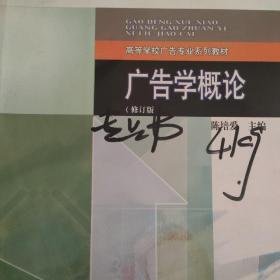 GAO DENG XUE XIAO
GUANG GAO ZHUAN YE
XI LIE JIAO CAI
高等学校广告专业系列教材
广告学概论
(修订版
陈培爱 主编